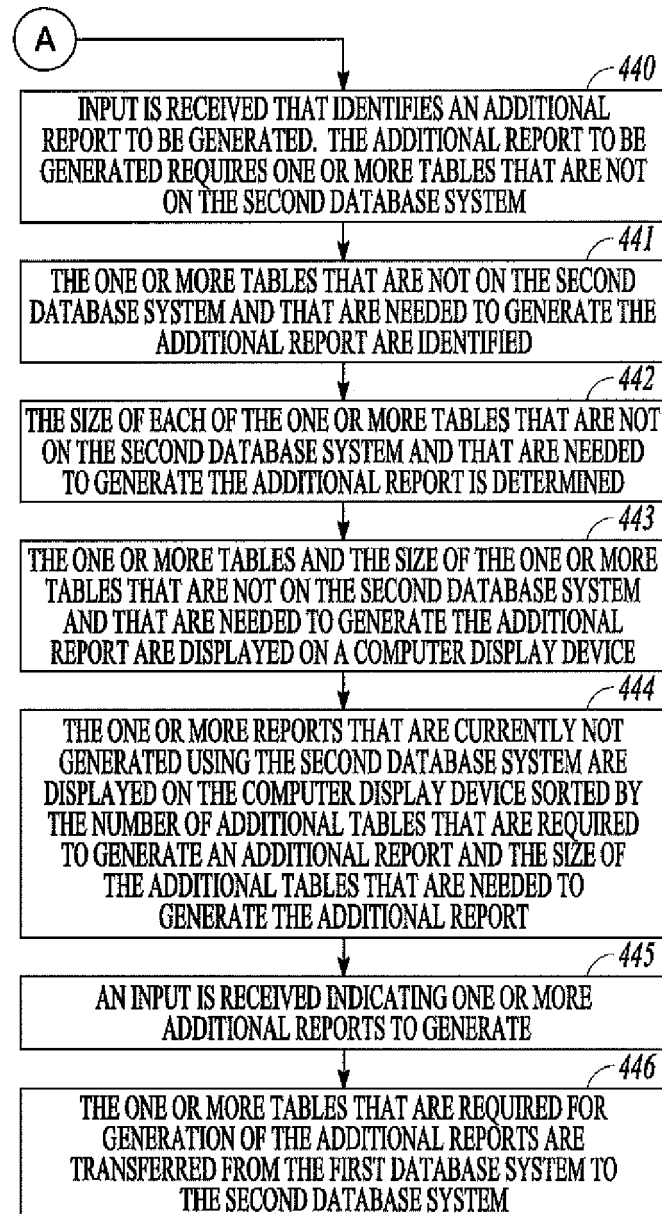 A
440
INPUT IS RECEIVED THAT IDENTIFIES AN ADDITIONAL
REPORT TO BE GENERATED. THE ADDITIONAL REPORT TO BE
GENERATED REQUIRES ONE OR MORE TABLES THAT ARE NOT
ON THE SECOND DATABASE SYSTEM
441
THE ONE OR MORE TABLES THAT ARE NOT ON THE SECOND
DATABASE SYSTEM AND THAT ARE NEEDED TO GENERATE THE
ADDITIONAL REPORT ARE IDENTIFIED
442
THE SIZE OF EACH OF THE ONE OR MORE TABLES THAT ARE NOT
ON THE SECOND DATABASE SYSTEM AND THAT ARE NEEDED
TO GENERATE THE ADDITIONAL REPORT IS DETERMINED
443
THE ONE OR MORE TABLES AND THE SIZE OF THE ONE OR MORE
TABLES THAT ARE NOT ON THE SECOND DATABASE SYSTEM
AND THAT ARE NEEDED TO GENERATE THE ADDITIONAL
REPORT ARE DISPLAYED ON A COMPUTER DISPLAY DEVICE
444
THE ONE OR MORE REPORTS THAT ARE CURRENTLY NOT
GENERATED USING THE SECOND DATABASE SYSTEM ARE
DISPLAYED ON THE COMPUTER DISPLAY DEVICE SORTED BY
THE NUMBER OF ADDITIONAL TABLES THAT ARE REQUIRED
TO GENERATE AN ADDITIONAL REPORT AND THE SIZE OF
THE ADDITIONAL TABLES THAT ARE NEEDED TO
GENERATE THE ADDITIONAL REPORT
445
AN INPUT IS RECEIVED INDICATING ONE OR MORE
ADDITIONAL REPORTS TO GENERATE
446
THE ONE OR MORE TABLES THAT ARE REQUIRED FOR
GENERATION OF THE ADDITIONAL REPORTS ARE
TRANSFERRED FROM THE FIRST DATABASE SYSTEM TO
THE SECOND DATABASE SYSTEM